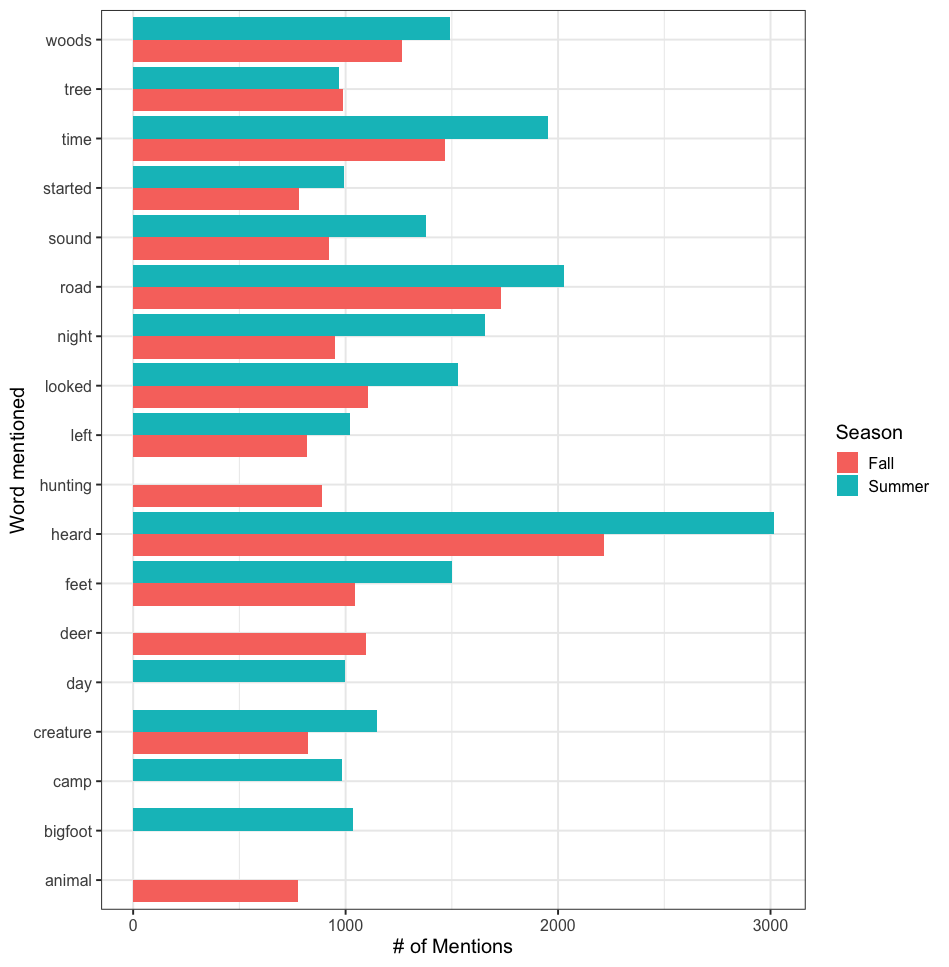 woods
tree
time
started
sound
road
night
looked
left
hunting
heard
feet
deer
day
creature
camp
bigfoot
animal
Word mentioned
0 1000 2000 3000
# of Mentions
Season
Fall
Summer